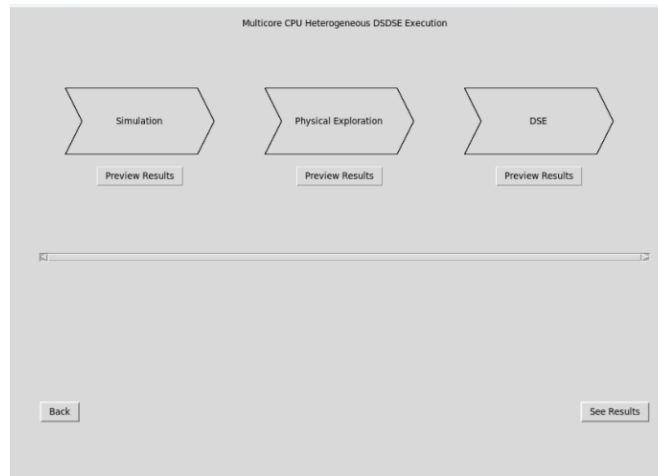 Multicore CPU Heterogeneous DSDSE Execution
Simulation
Physical Exploration
DSE
Preview Results
Preview Results
Preview Results
Back
See Results